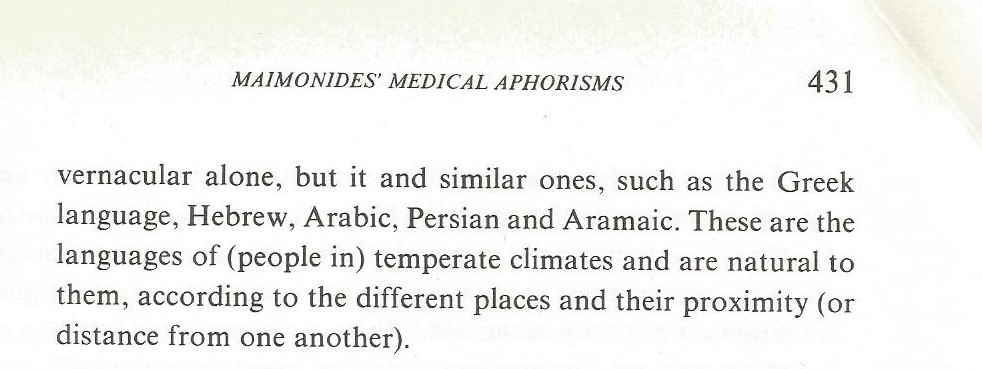 MAIMONIDES' MEDICAL APHORISMS 431
vernacular alone, but it and similar ones, such as the Greek
language, Hebrew, Arabic, Persian and Aramaic. These are the
languages of (people in) temperate climates and are natural to
them, according to the different places and their proximity (or
distance from one another).